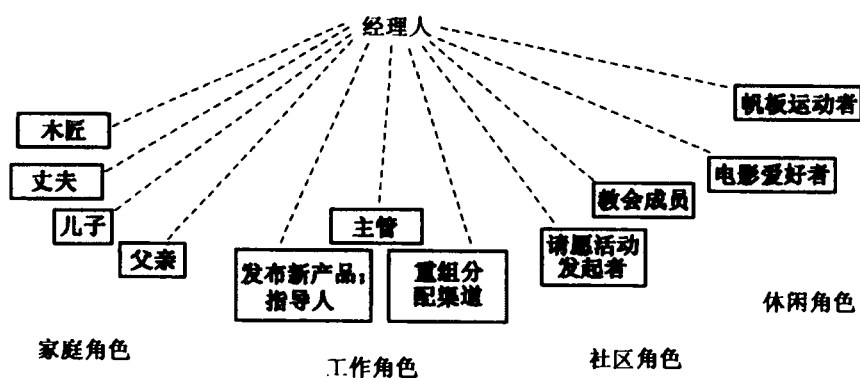 经理人
帆板运动者
木匠
丈夫
电影爱好者
儿子
教会成员
父亲
主管
发布新产品；
指导人
重组分
配渠道
请愿活动
发起者
休闲角色
家庭角色
工作角色
社区角色